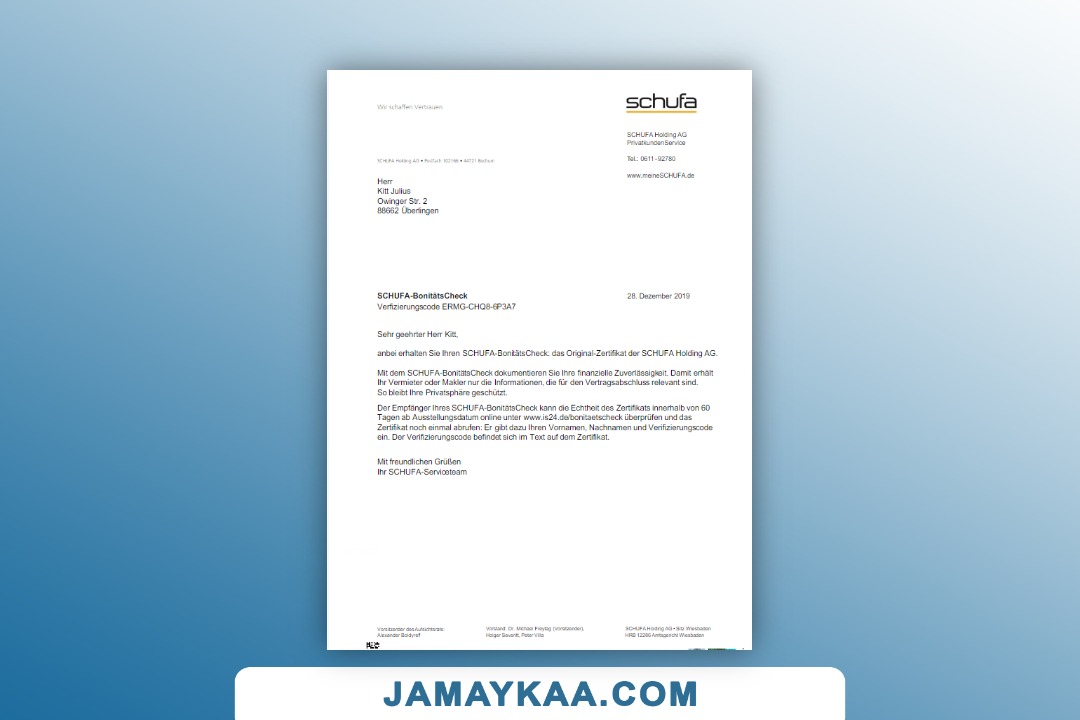 Wir schaffen Vertrauen
schufa
SCHUFA Holding AG
PrivatkundenService
Tel.: 0611-92780
www.meineSCHUFA.de
SCHUFA Holding AG • Postfach 102166 • 44721 Bochum
Herr
Kitt Julius
Owinger Str. 2
88662 Überlingen
SCHUFA-BonitätsCheck
28. Dezember 2019
Verfizierungscode ERMG-CHQ8-6P3A7
Sehr geehrter Herr Kitt,
anbei erhalten Sie Ihren SCHUFA-BonitätsCheck: das Original-Zertifikat der SCHUFA Holding AG.
Mit dem SCHUFA-BonitätsCheck dokumentieren Sie Ihre finanzielle Zuverlässigkeit. Damit erhält
Ihr Vermieter oder Makler nur die Informationen, die für den Vertragsabschluss relevant sind.
So bleibt Ihre Privatsphäre geschützt.
Der Empfänger Ihres SCHUFA-BonitätsCheck kann die Echtheit des Zertifikats innerhalb von 60
Tagen ab Ausstellungsdatum online unter www.is24.de/bonitaetscheck überprüfen und das
Zertifikat noch einmal abrufen: Er gibt dazu Ihren Vornamen, Nachnamen und Verifizierungscode
ein. Der Verifizierungscode befindet sich im Text auf dem Zertifikat.
Mit freundlichen Grüßen
Ihr SCHUFA-Serviceteam
Vorsitzender des Aufsichtsrats:
Alexander Boldyreff
Vorstand: Dr. Michael Freytag (Vorsitzender),
Holger Severitt, Peter Villa
SCHUFA Holding AG • Sitz Wiesbaden
HRB 12286 Amtsgericht Wiesbaden
JAMAYKAA.COM